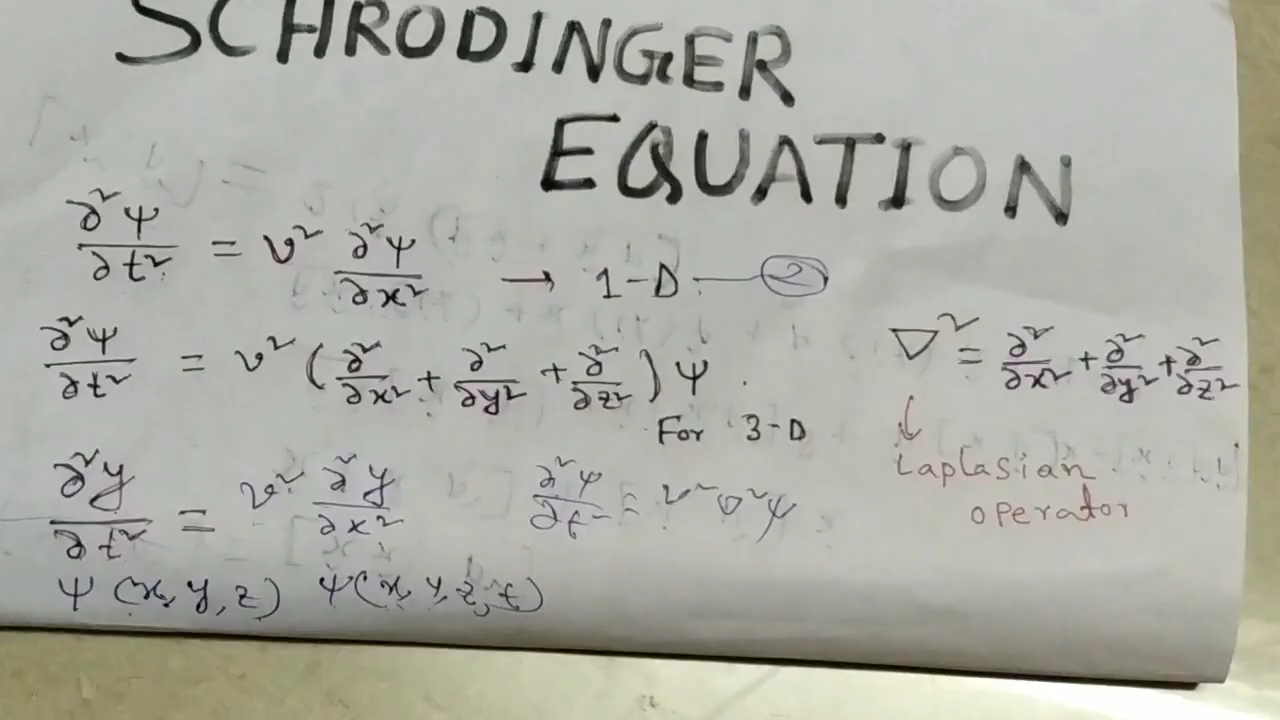 SCHRODINGER
EQUATION
∂²ψ/∂t² = v² ∂²ψ/∂x² → 1-D — ②
∂²ψ/∂t² = v² (∂²/∂x² + ∂²/∂y² + ∂²/∂z²) ψ .
For 3-D
∇² = ∂²/∂x² + ∂²/∂y² + ∂²/∂z²
↓
Laplasian
operator
∂²y/∂t² = v² ∂²y/∂x²
∂²ψ/∂t² = v² ∇²ψ
ψ (x, y, z) ψ(x, y, z, t)